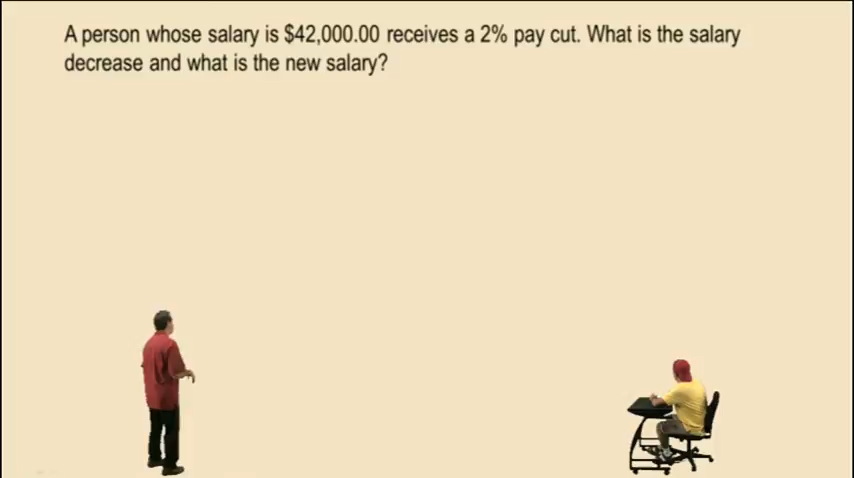 A person whose salary is $42,000.00 receives a 2% pay cut. What is the salary
decrease and what is the new salary?